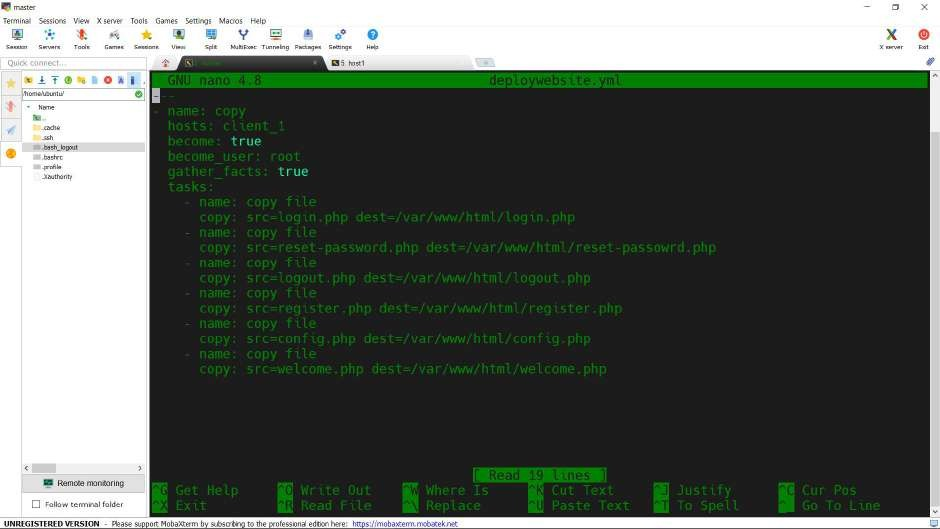 master
Terminal Sessions View X server Tools Games Settings Macros Help
Session Servers Tools Games Sessions View Split MultiExec Tunneling Packages Settings Help X server Exit
Quick connect...
5. host1
/home/ubuntu/
Name
..
.cache
.ssh
.bash_logout
.bashrc
.profile
.Xauthority
GNU nano 4.8 deploywebsite.yml
---
- name: copy
hosts: client_1
become: true
become_user: root
gather_facts: true
tasks:
- name: copy file
copy: src=login.php dest=/var/www/html/login.php
- name: copy file
copy: src=reset-password.php dest=/var/www/html/reset-passowrd.php
- name: copy file
copy: src=logout.php dest=/var/www/html/logout.php
- name: copy file
copy: src=register.php dest=/var/www/html/register.php
- name: copy file
copy: src=config.php dest=/var/www/html/config.php
- name: copy file
copy: src=welcome.php dest=/var/www/html/welcome.php
[ Read 19 lines ]
^G Get Help ^O Write Out ^W Where Is ^K Cut Text ^J Justify ^C Cur Pos
^X Exit ^R Read File ^\ Replace ^U Paste Text ^T To Spell ^_ Go To Line
Remote monitoring
Follow terminal folder
UNREGISTERED VERSION - Please support MobaXterm by subscribing to the professional edition here: https://mobaxterm.mobatek.net